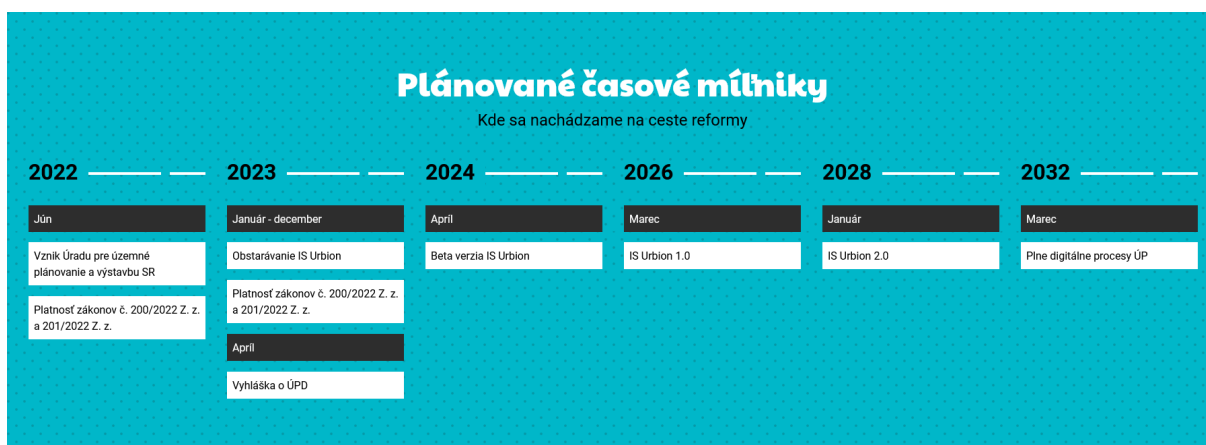 Plánované časové míľniky
Kde sa nachádzame na ceste reformy
2022
Jún
Vznik Úradu pre územné
plánovanie a výstavbu SR
Platnosť zákonov č. 200/2022 Z. z.
a 201/2022 Z. z.
2023
Január - december
Obstarávanie IS Urbion
Platnosť zákonov č. 200/2022 Z. z.
a 201/2022 Z. z.
Apríl
Vyhláška o ÚPD
2024
Apríl
Beta verzia IS Urbion
2026
Marec
IS Urbion 1.0
2028
Január
IS Urbion 2.0
2032
Marec
Plne digitálne procesy ÚP